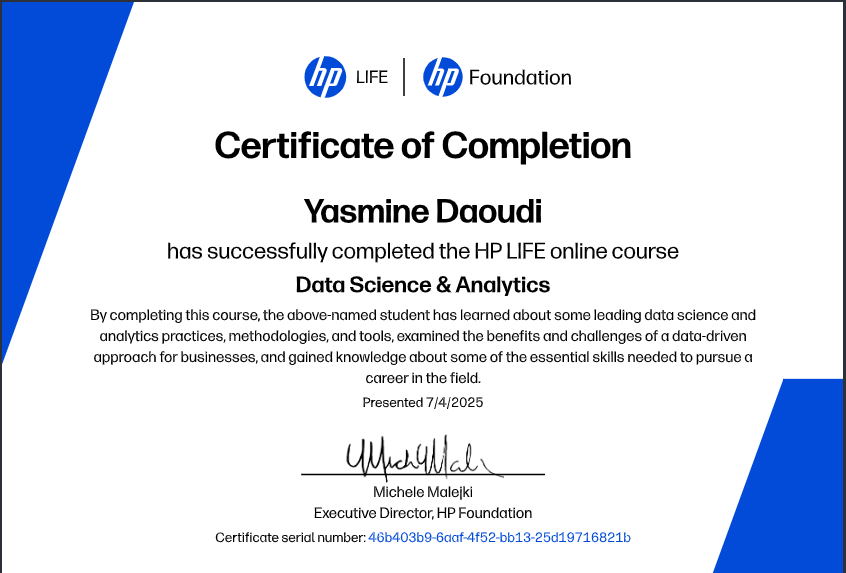 hp LIFE | hp Foundation
Certificate of Completion
Yasmine Daoudi
has successfully completed the HP LIFE online course
Data Science & Analytics
By completing this course, the above-named student has learned about some leading data science and
analytics practices, methodologies, and tools, examined the benefits and challenges of a data-driven
approach for businesses, and gained knowledge about some of the essential skills needed to pursue a
career in the field.
Presented 7/4/2025
Michele Malejki
Executive Director, HP Foundation
Certificate serial number: 46b403b9-6aaf-4f52-bb13-25d19716821b